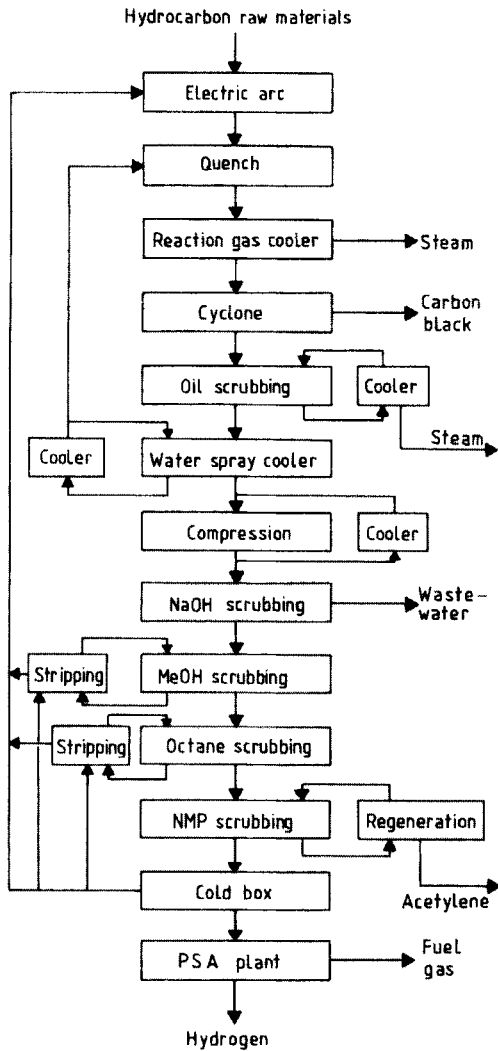 Hydrocarbon raw materials
Electric arc
Quench
Reaction gas cooler
Steam
Cyclone
Carbon
black
Oil scrubbing
Cooler
Steam
Cooler
Water spray cooler
Compression
Cooler
NaOH scrubbing
Waste-
water
Stripping
MeOH scrubbing
Stripping
Octane scrubbing
NMP scrubbing
Regeneration
Acetylene
Cold box
PSA plant
Fuel
gas
Hydrogen